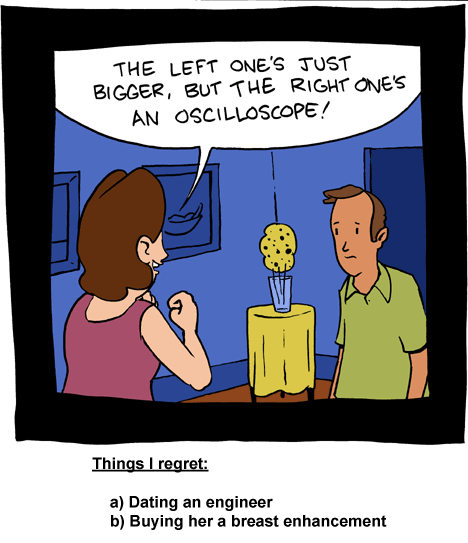 THE LEFT ONE'S JUST
BIGGER, BUT THE RIGHT ONE'S
AN OSCILLOSCOPE!
Things I regret:
a) Dating an engineer
b) Buying her a breast enhancement